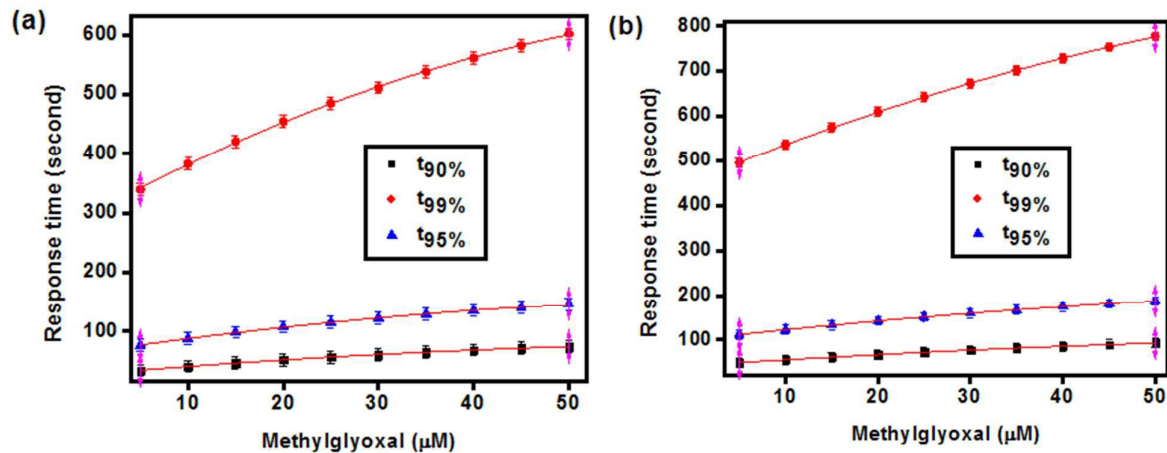 (a)
Response time (second)
600
500
400
300
200
100
t90%
t99%
t95%
10 20 30 40 50
Methylglyoxal (μM)
(b)
Response time (second)
800
700
600
500
400
300
200
100
t90%
t99%
t95%
10 20 30 40 50
Methylglyoxal (μM)